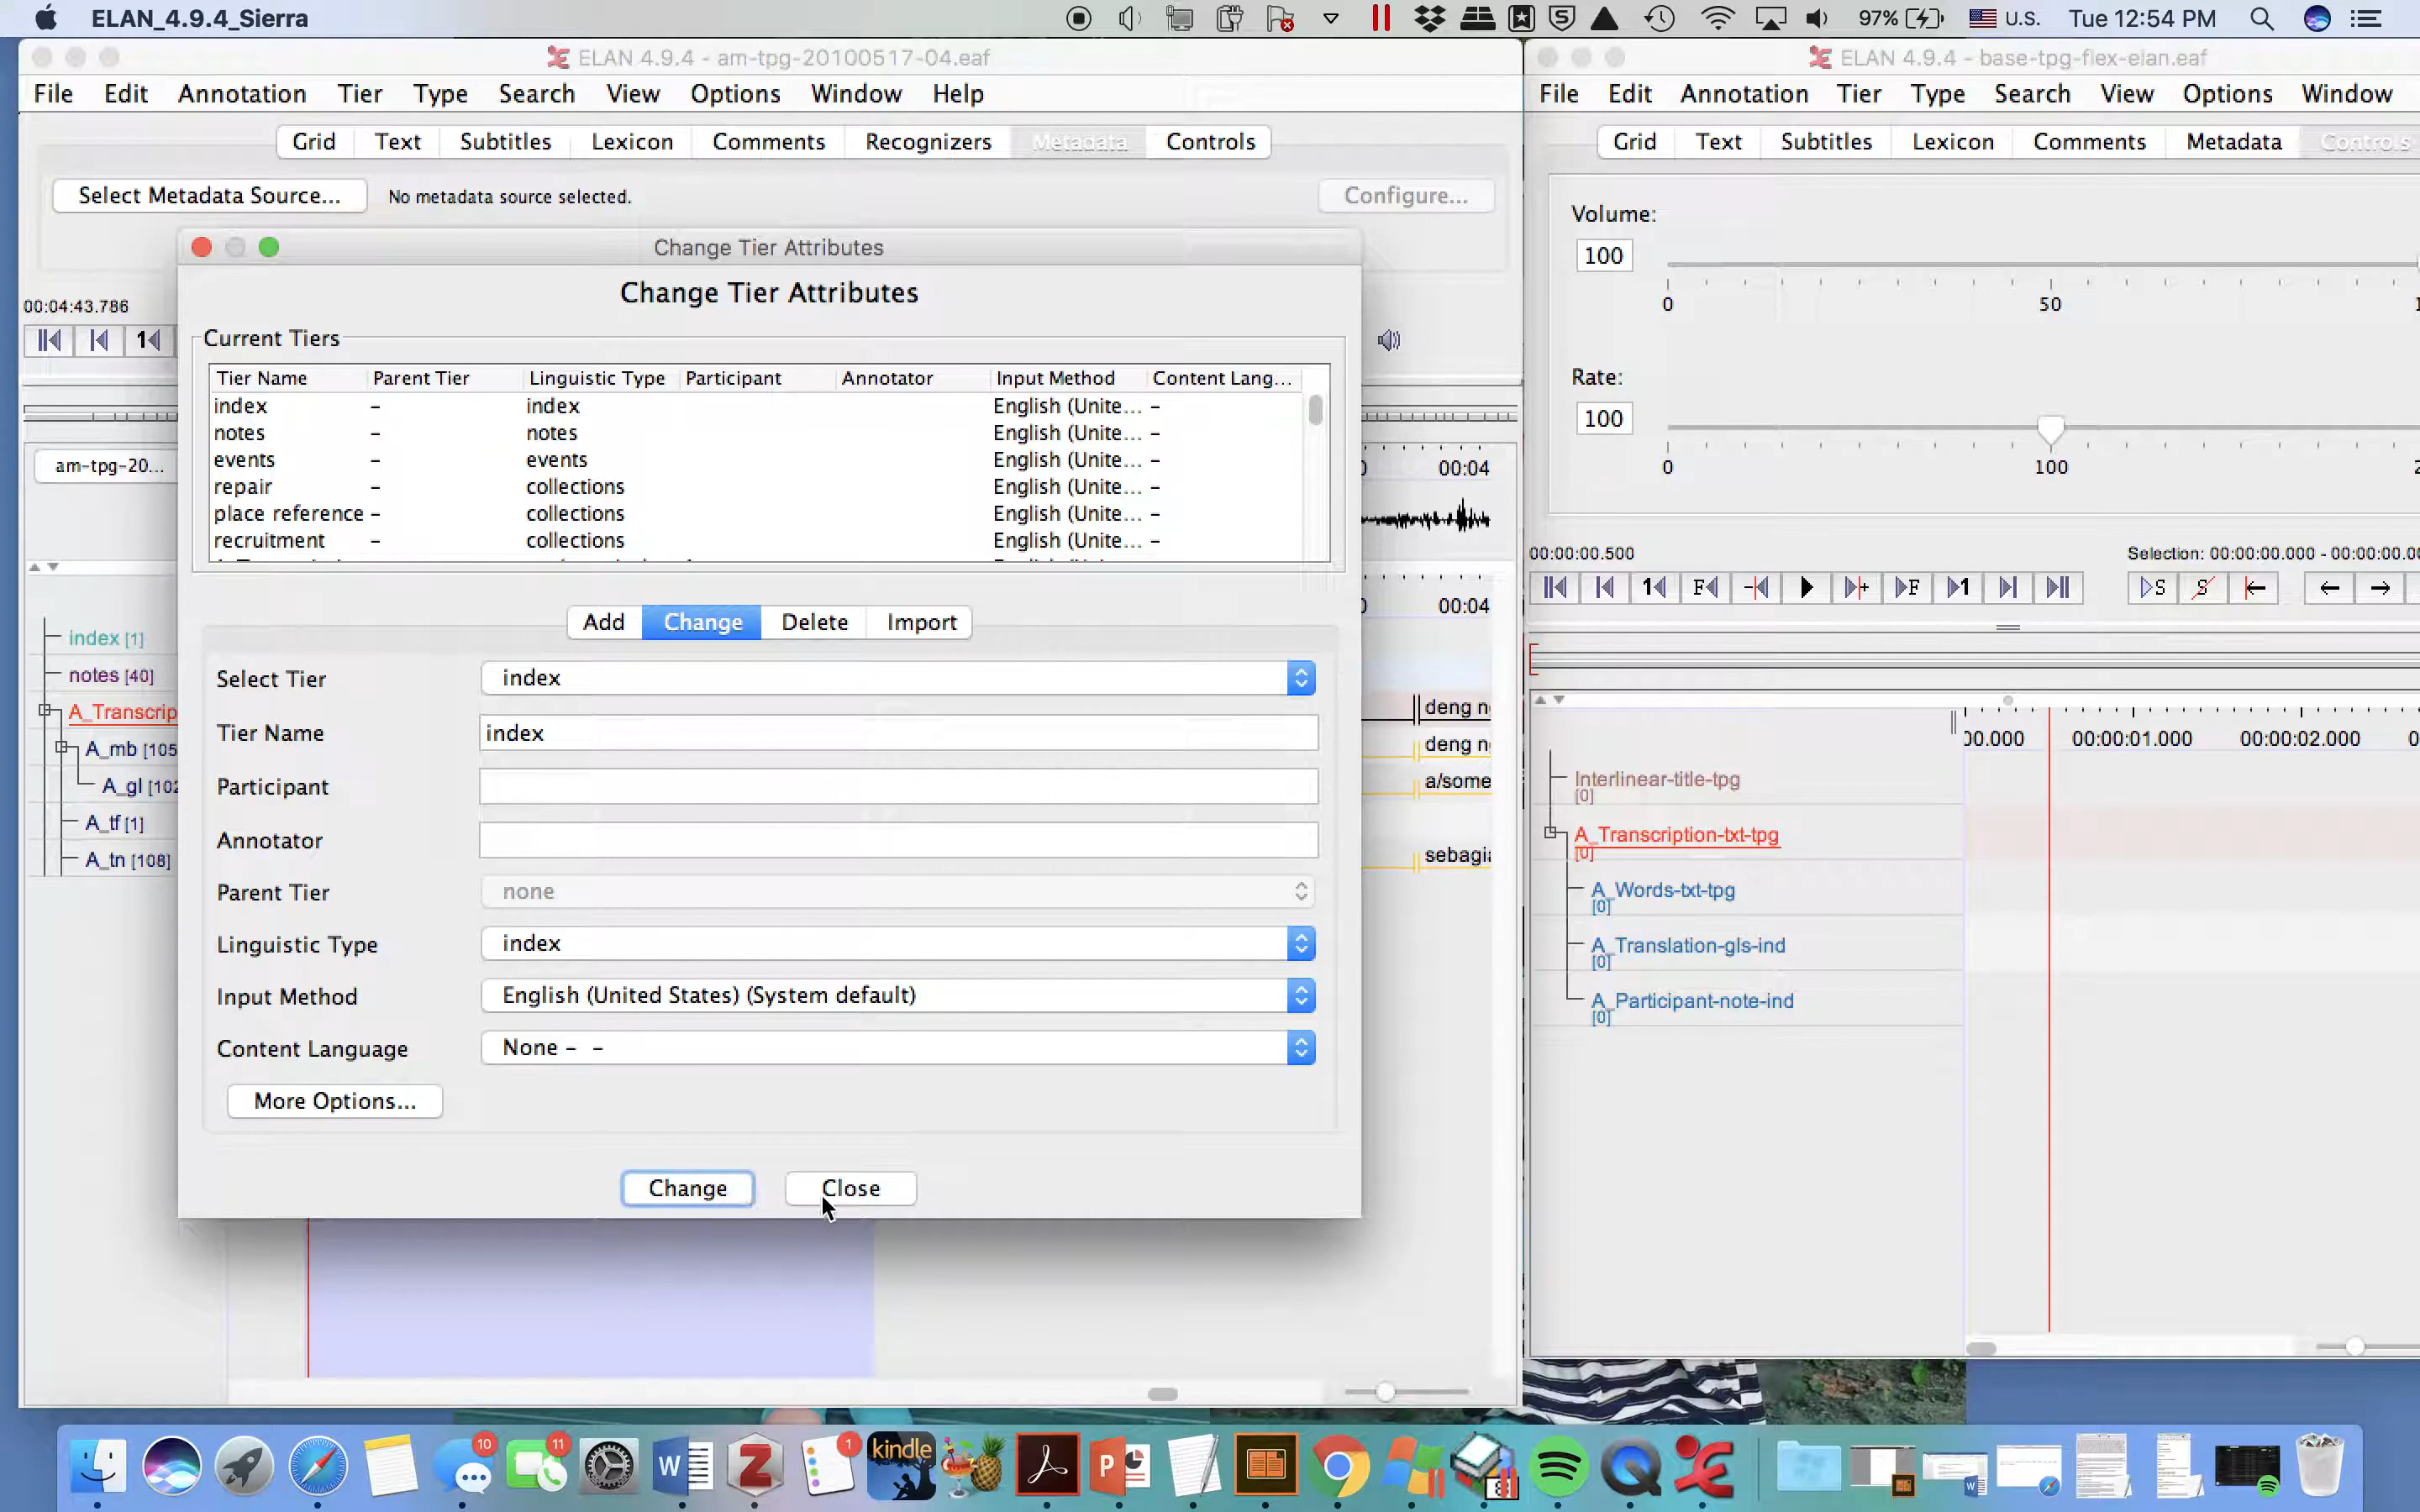 ELAN_4.9.4_Sierra
97%
U.S.
Tue 12:54 PM
ELAN 4.9.4 - am-tpg-20100517-04.eaf
File Edit Annotation Tier Type Search View Options Window Help
Grid Text Subtitles Lexicon Comments Recognizers Metadata Controls
Select Metadata Source...
No metadata source selected.
Configure...
00:04:43.786
Change Tier Attributes
Change Tier Attributes
Current Tiers
Tier Name Parent Tier Linguistic Type Participant Annotator Input Method Content Lang...
index – index English (Unite... –
notes – notes English (Unite... –
events – events English (Unite... –
repair – collections English (Unite... –
place reference – collections English (Unite... –
recruitment – collections English (Unite... –
Add Change Delete Import
Select Tier index
Tier Name index
Participant
Annotator
Parent Tier none
Linguistic Type index
Input Method English (United States) (System default)
Content Language None – –
More Options...
Change Close
am-tpg-20...
index [1]
notes [40]
A_Transcrip
A_mb [105
A_gl [102
A_tf [1]
A_tn [108]
00:04
00:04
deng n
deng n
a/some
sebagi
ELAN 4.9.4 - base-tpg-flex-elan.eaf
File Edit Annotation Tier Type Search View Options Window
Grid Text Subtitles Lexicon Comments Metadata Controls
Volume:
100
0 50
Rate:
100
0 100
00:00:00.500
Selection: 00:00:00.000 - 00:00:00.0
00.000 00:00:01.000 00:00:02.000
Interlinear-title-tpg
[0]
A_Transcription-txt-tpg
[0]
A_Words-txt-tpg
[0]
A_Translation-gls-ind
[0]
A_Participant-note-ind
[0]
10
11
1
kindle